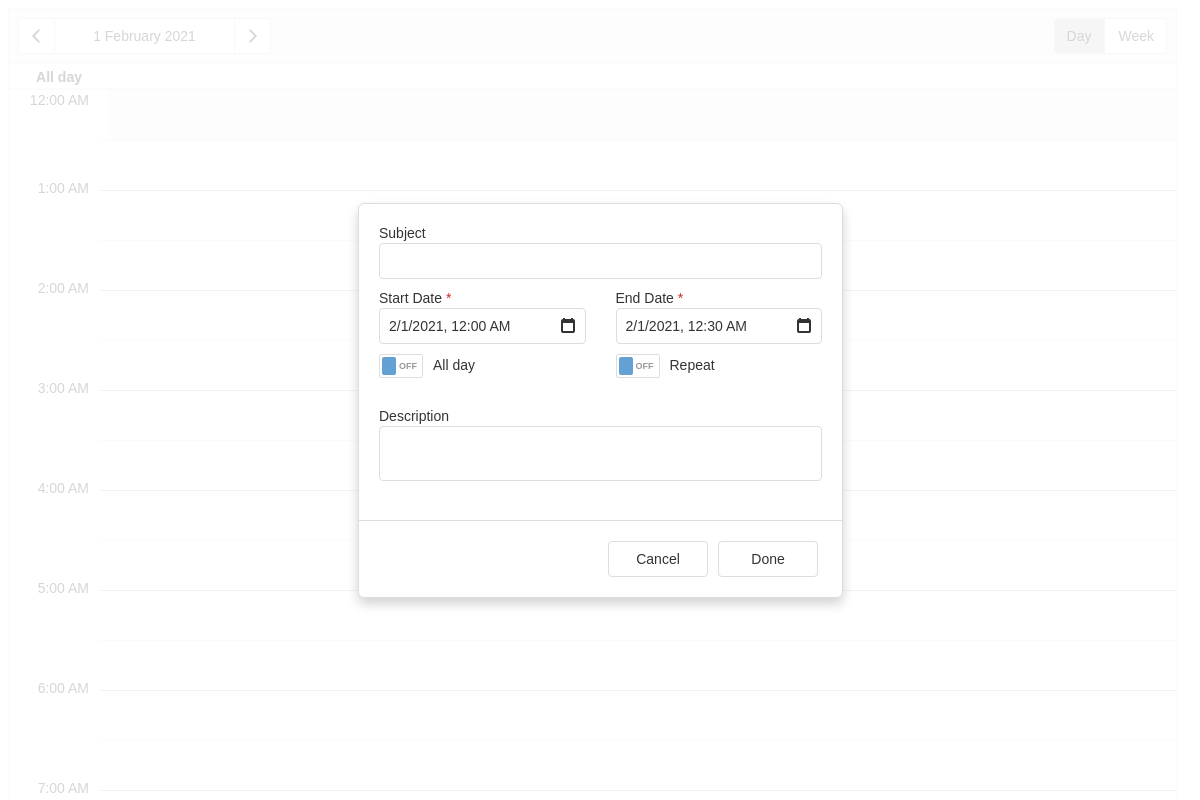 1 February 2021
Day Week
All day
12:00 AM
1:00 AM
Subject
2:00 AM
Start Date * End Date *
2/1/2021, 12:00 AM 2/1/2021, 12:30 AM
OFF All day OFF Repeat
3:00 AM
Description
4:00 AM
Cancel Done
5:00 AM
6:00 AM
7:00 AM